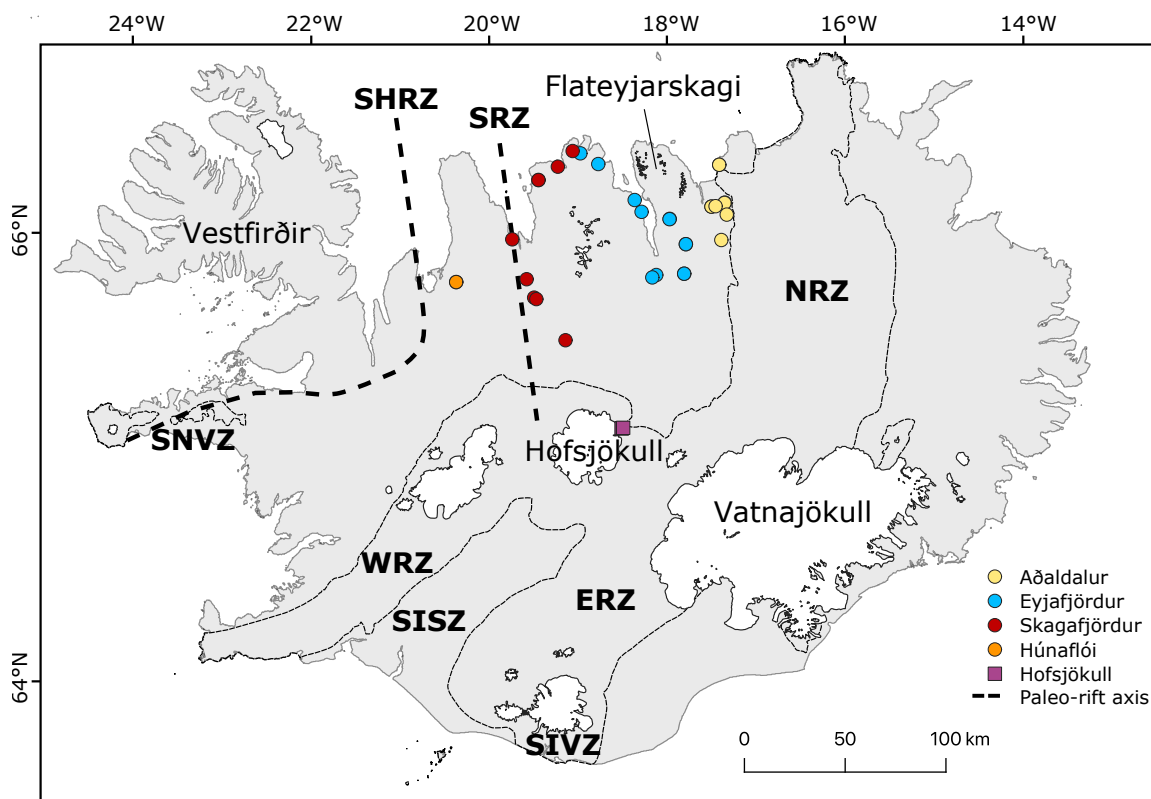 24°W 22°W 20°W 18°W 16°W 14°W
Flateyjarskagi
SHRZ
SRZ
66°N
Vestfirðir
NRZ
SNVZ
Hofsjökull
Vatnajökull
WRZ
ERZ
SISZ
64°N
SIVZ
Aðaldalur
Eyjafjördur
Skagafjördur
Húnaflói
Hofsjökull
Paleo-rift axis
0 50 100 km